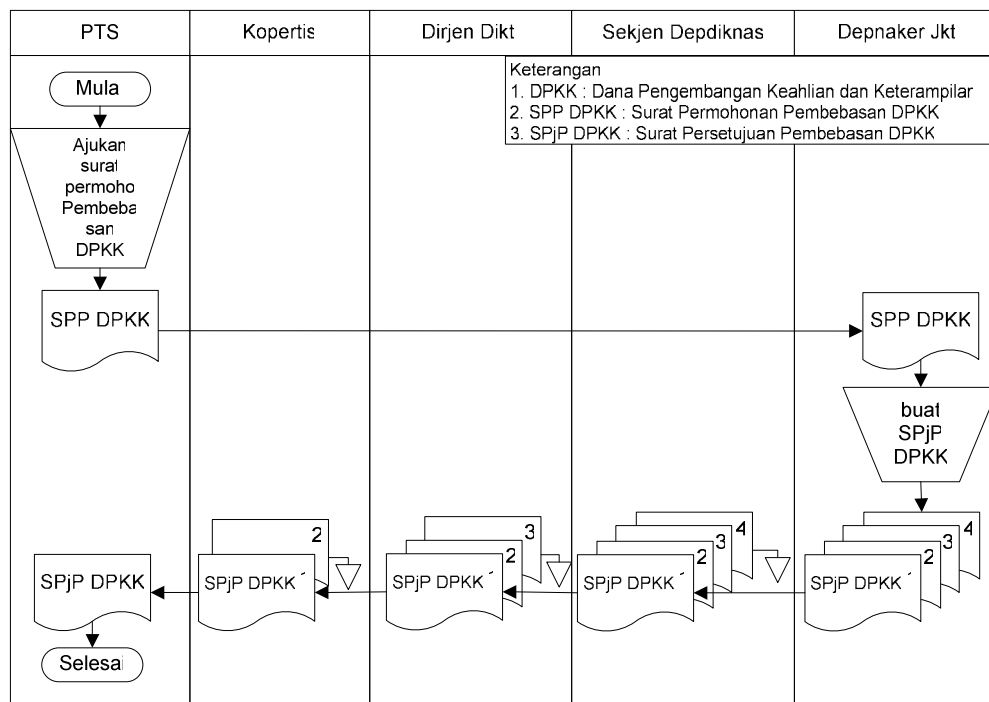 PTS
Kopertis
Dirjen Dikt
Sekjen Depdiknas
Depnaker Jkt
Keterangan
1. DPKK : Dana Pengembangan Keahlian dan Keterampilar
2. SPP DPKK : Surat Permohonan Pembebasan DPKK
3. SPjP DPKK : Surat Persetujuan Pembebasan DPKK
Mula
Ajukan
surat
permoho
Pembeba
san
DPKK
SPP DPKK
SPP DPKK
buat
SPjP
DPKK
SPjP DPKK
2
SPjP DPKK
3
2
SPjP DPKK
4
3
2
SPjP DPKK
4
3
2
SPjP DPKK
Selesai